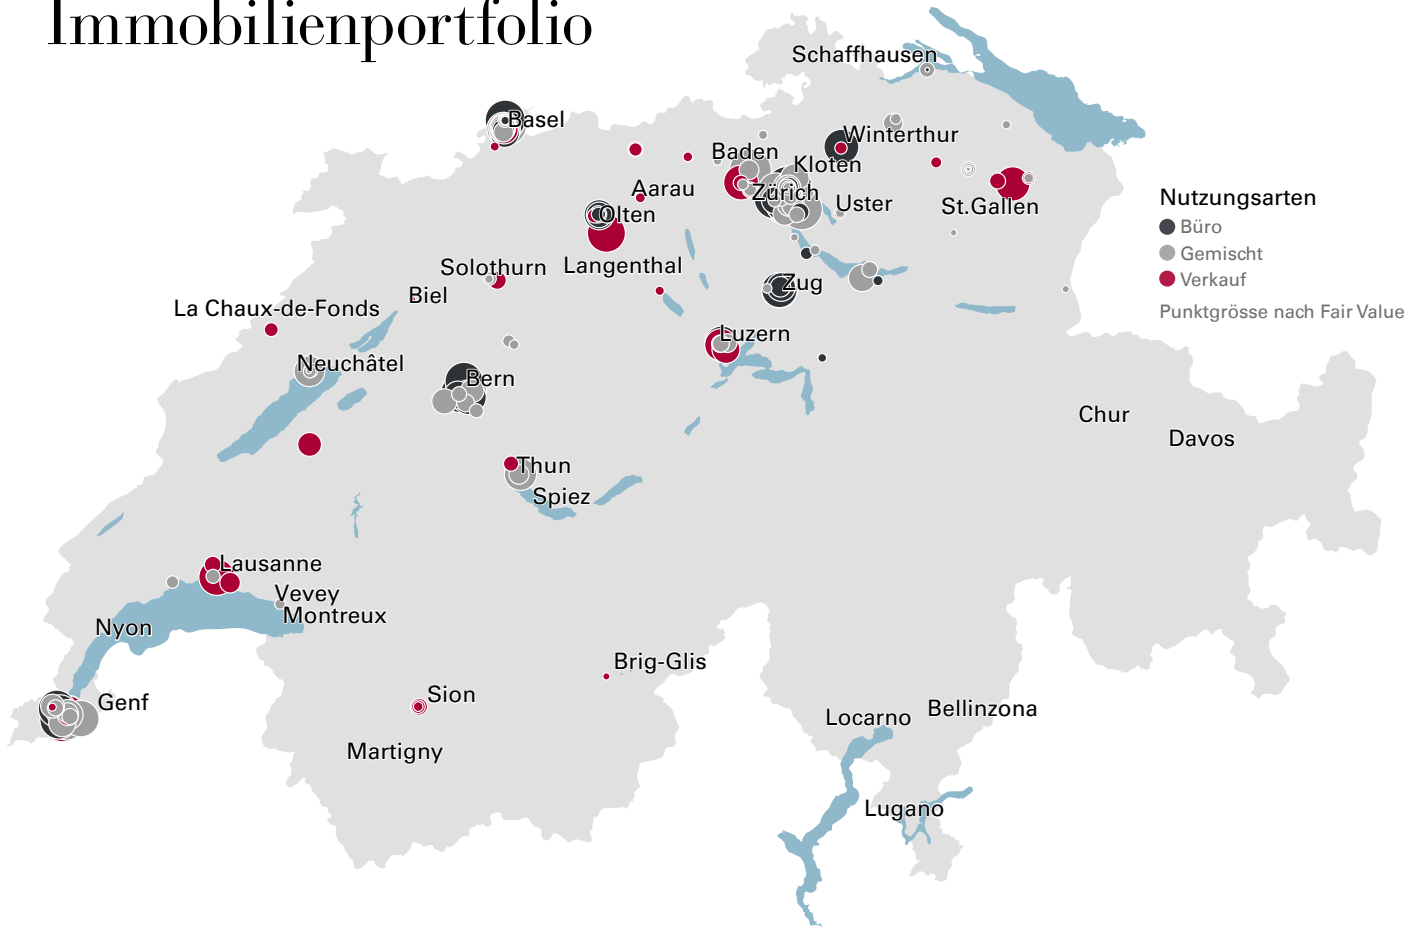 Immobilienportfolio
Schaffhausen
Basel
Winterthur
Baden
Kloten
Aarau
Zürich
Uster
St.Gallen
Olten
Langenthal
Solothurn
Zug
Biel
La Chaux-de-Fonds
Luzern
Neuchâtel
Bern
Chur
Davos
Thun
Spiez
Lausanne
Vevey
Montreux
Nyon
Brig-Glis
Sion
Genf
Martigny
Locarno
Bellinzona
Lugano
Nutzungsarten
Büro
Gemischt
Verkauf
Punktgrösse nach Fair Value